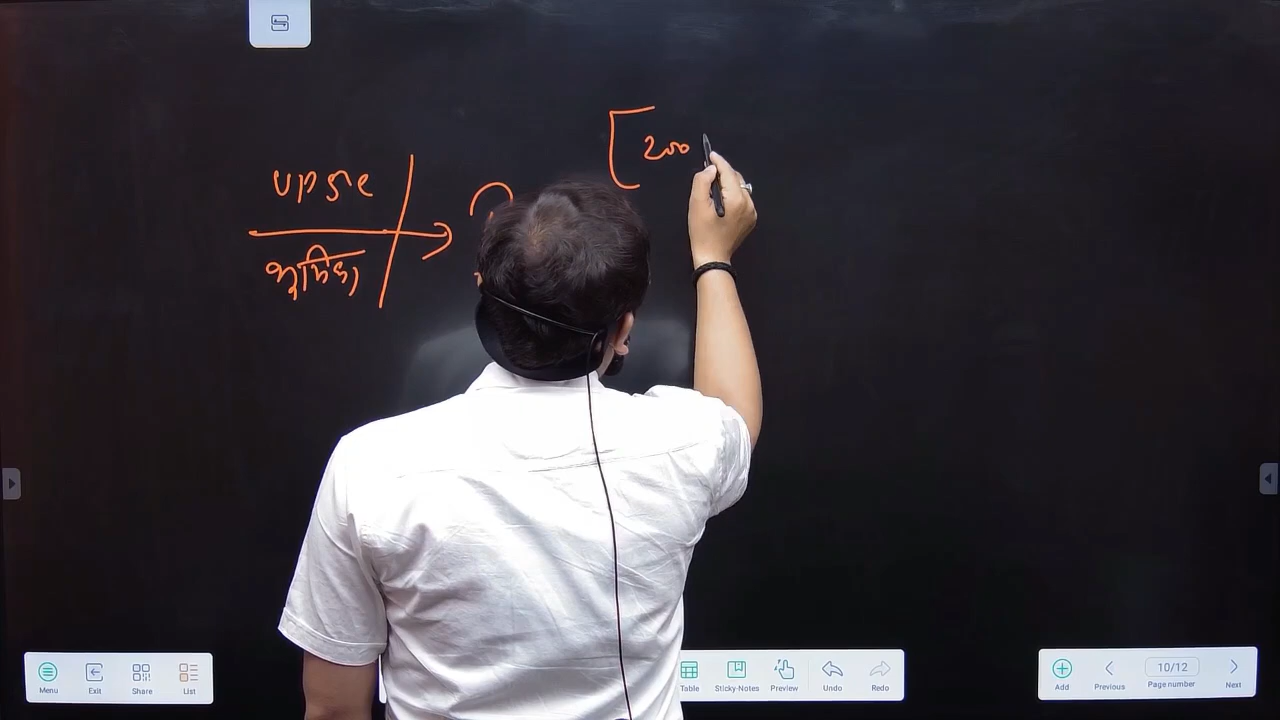 [200
upsc
भूमिका
Menu Exit Share List Table Sticky-Notes Preview Undo Redo Add Previous 10/12 Page number Next